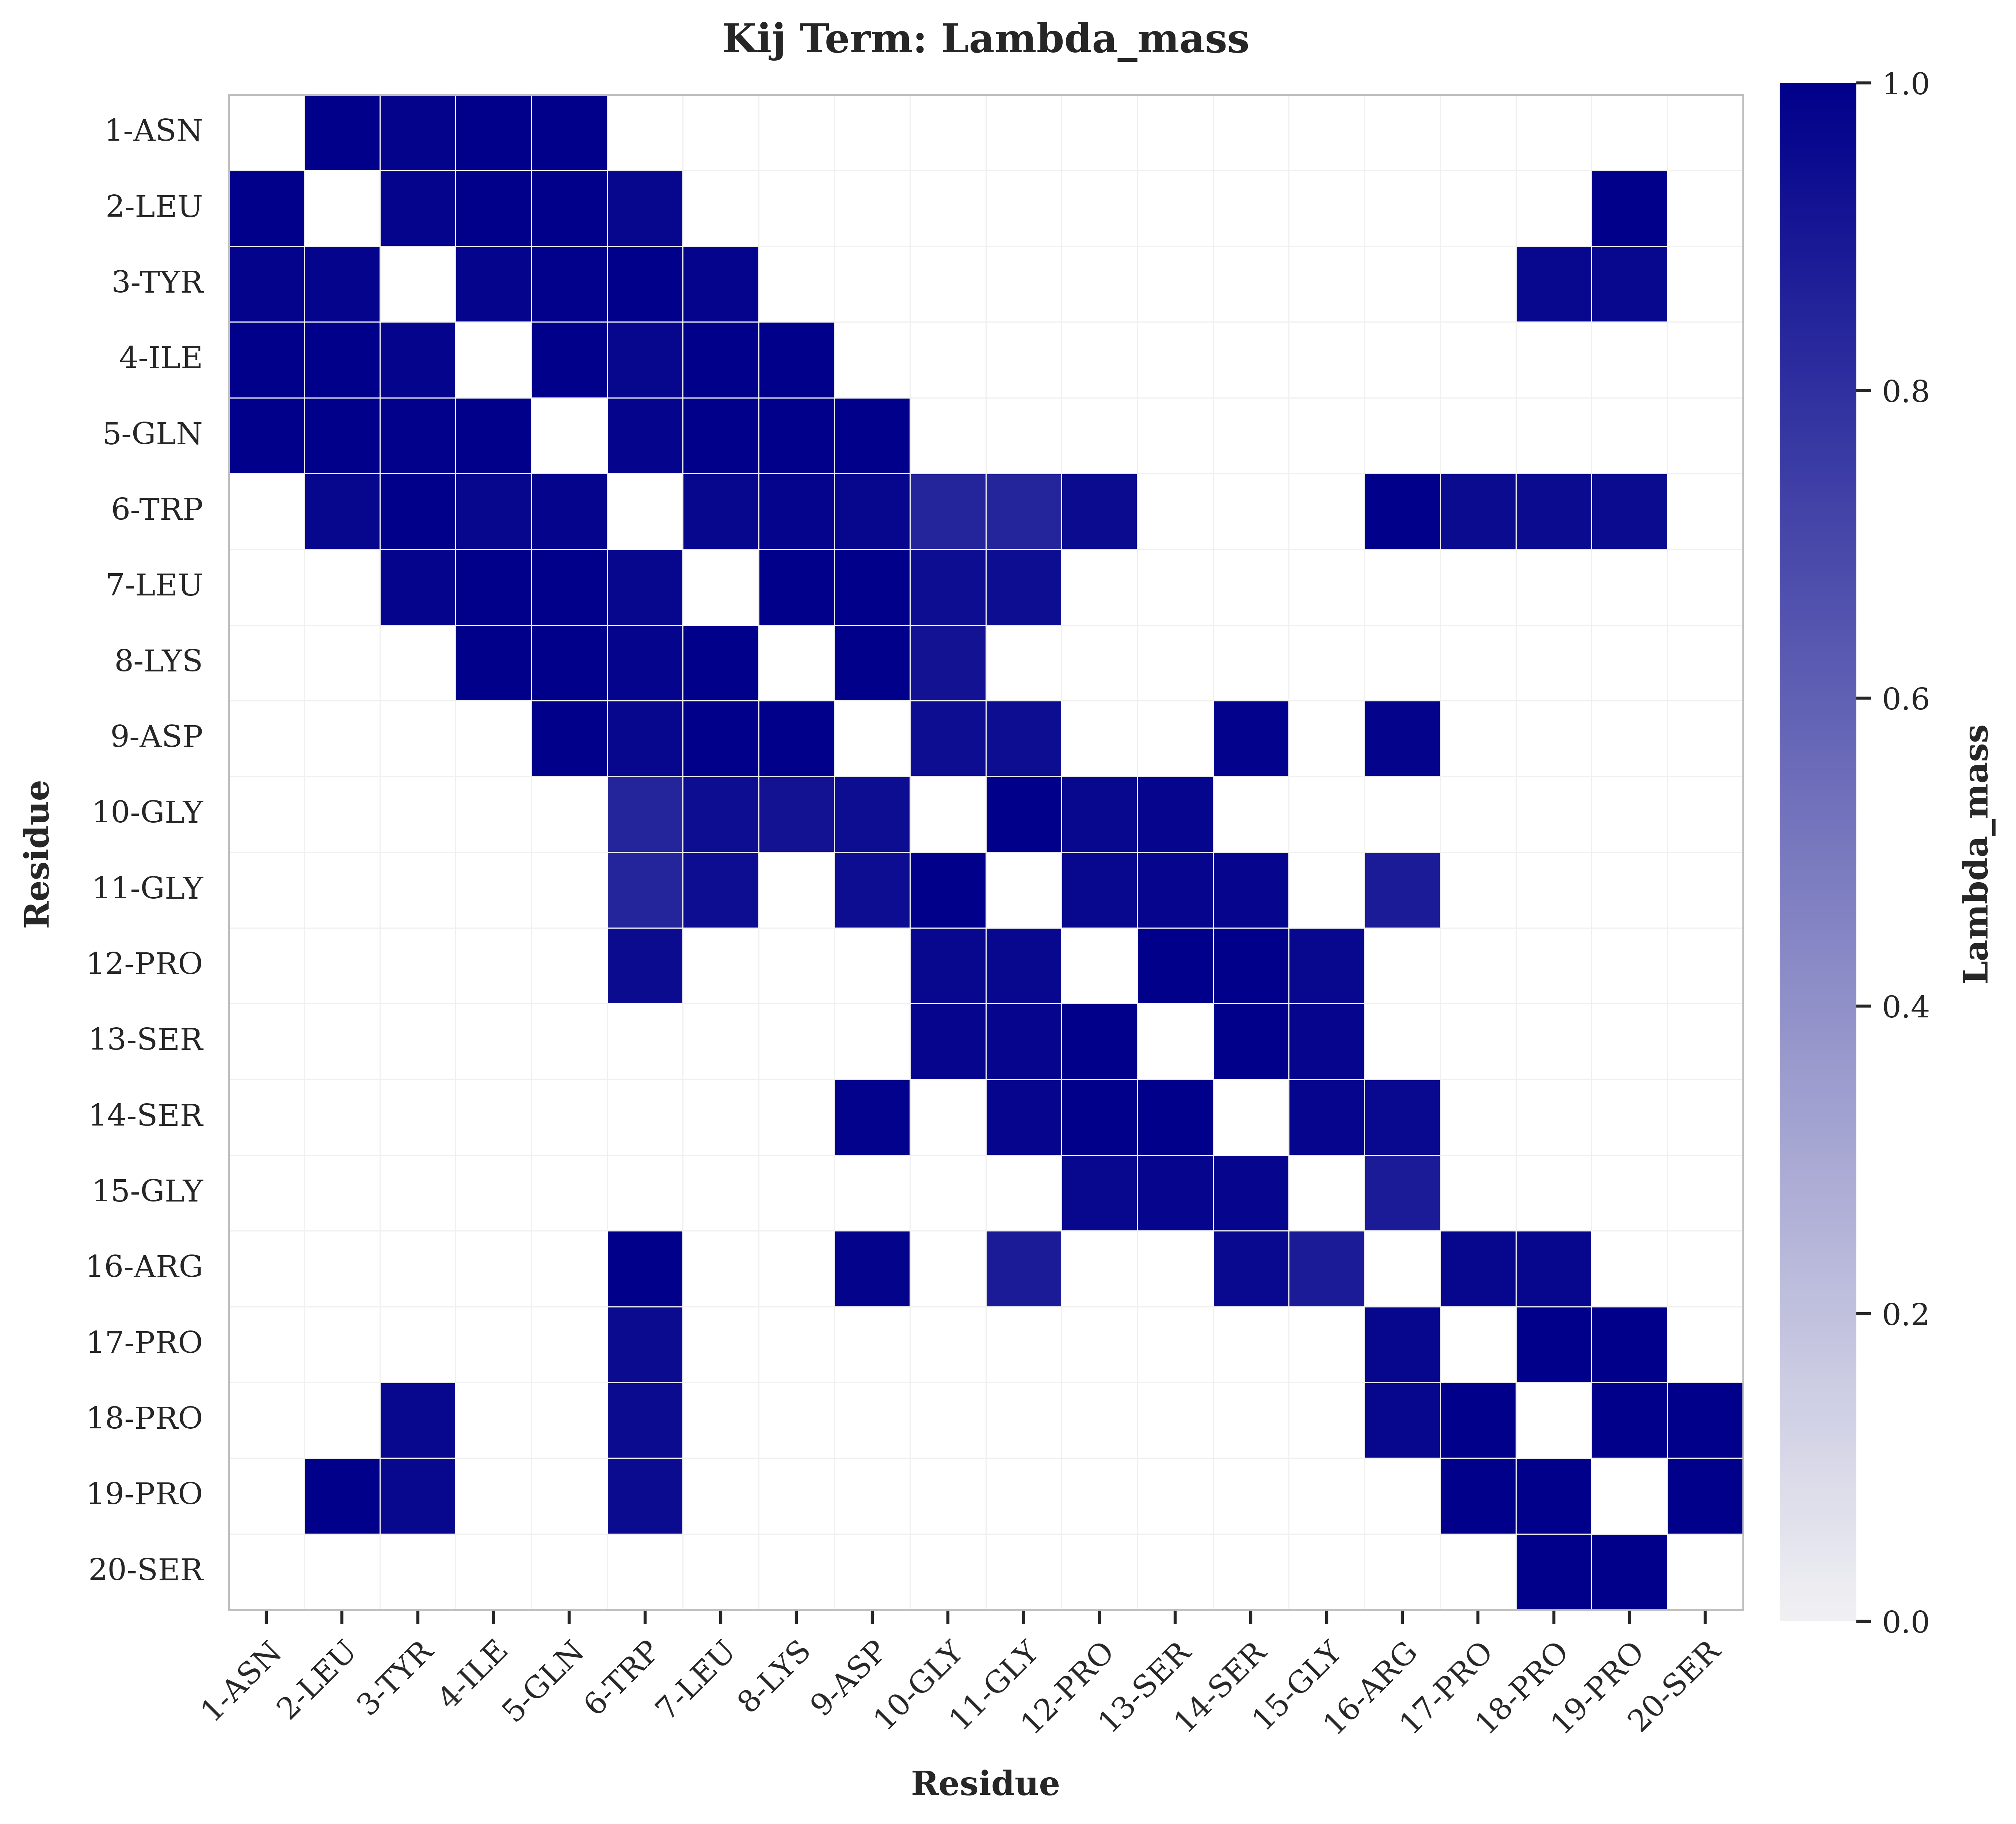 Kij Term: Lambda_mass
1-ASN
2-LEU
3-TYR
4-ILE
5-GLN
6-TRP
7-LEU
8-LYS
9-ASP
10-GLY
11-GLY
12-PRO
13-SER
14-SER
15-GLY
16-ARG
17-PRO
18-PRO
19-PRO
20-SER
Residue
1-ASN
2-LEU
3-TYR
4-ILE
5-GLN
6-TRP
7-LEU
8-LYS
9-ASP
10-GLY
11-GLY
12-PRO
13-SER
14-SER
15-GLY
16-ARG
17-PRO
18-PRO
19-PRO
20-SER
Residue
1.0
0.8
0.6
0.4
0.2
0.0
Lambda_mass